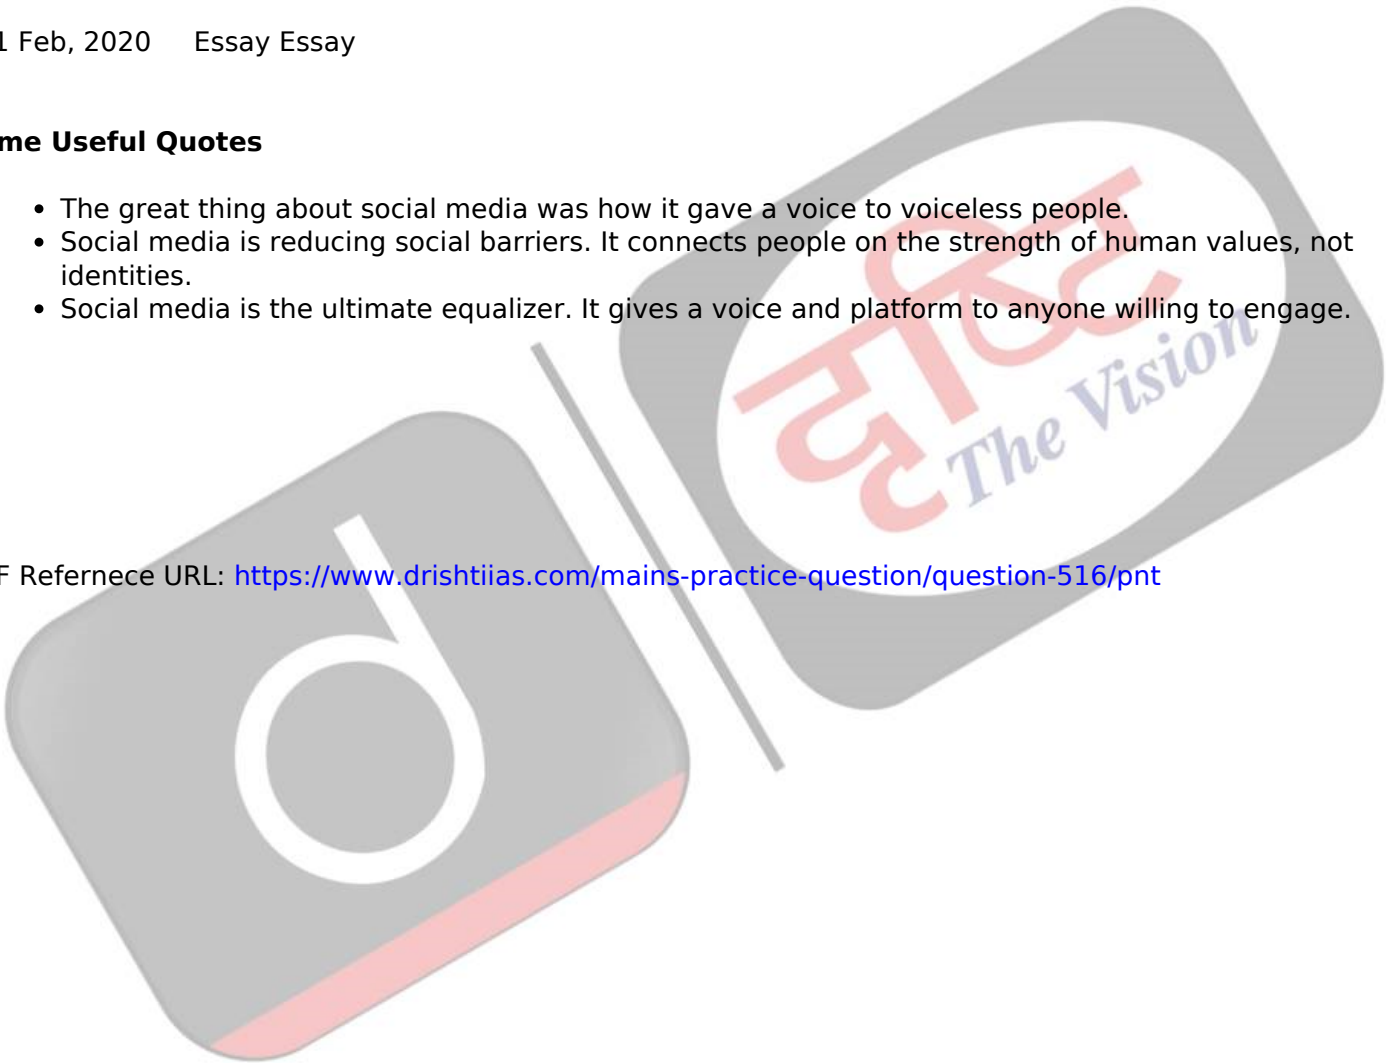 1 Feb, 2020 Essay Essay
me Useful Quotes
• The great thing about social media was how it gave a voice to voiceless people.
• Social media is reducing social barriers. It connects people on the strength of human values, not
identities.
• Social media is the ultimate equalizer. It gives a voice and platform to anyone willing to engage.
दृष्टि
The Vision
F Refernece URL: https://www.drishtiias.com/mains-practice-question/question-516/pnt
d